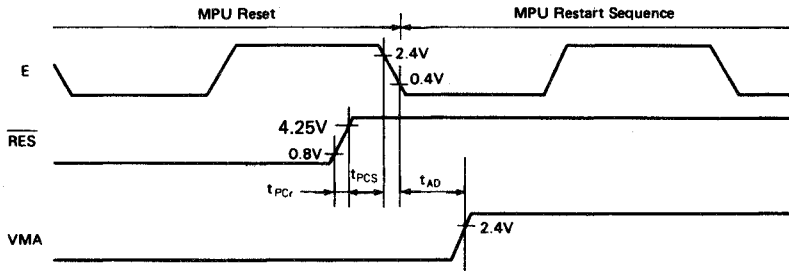 MPU Reset MPU Restart Sequence
E 2.4V
0.4V
RES 4.25V
0.8V
tPCr tPCS tAD
VMA 2.4V